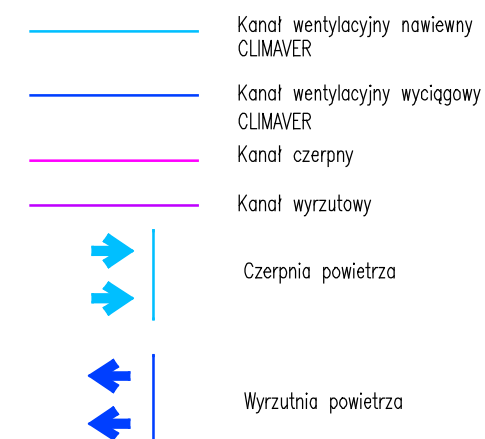 Kanał wentylacyjny nawiewny
CLIMAVER
Kanał wentylacyjny wyciągowy
CLIMAVER
Kanał czerpny
Kanał wyrzutowy
Czerpnia powietrza
Wyrzutnia powietrza